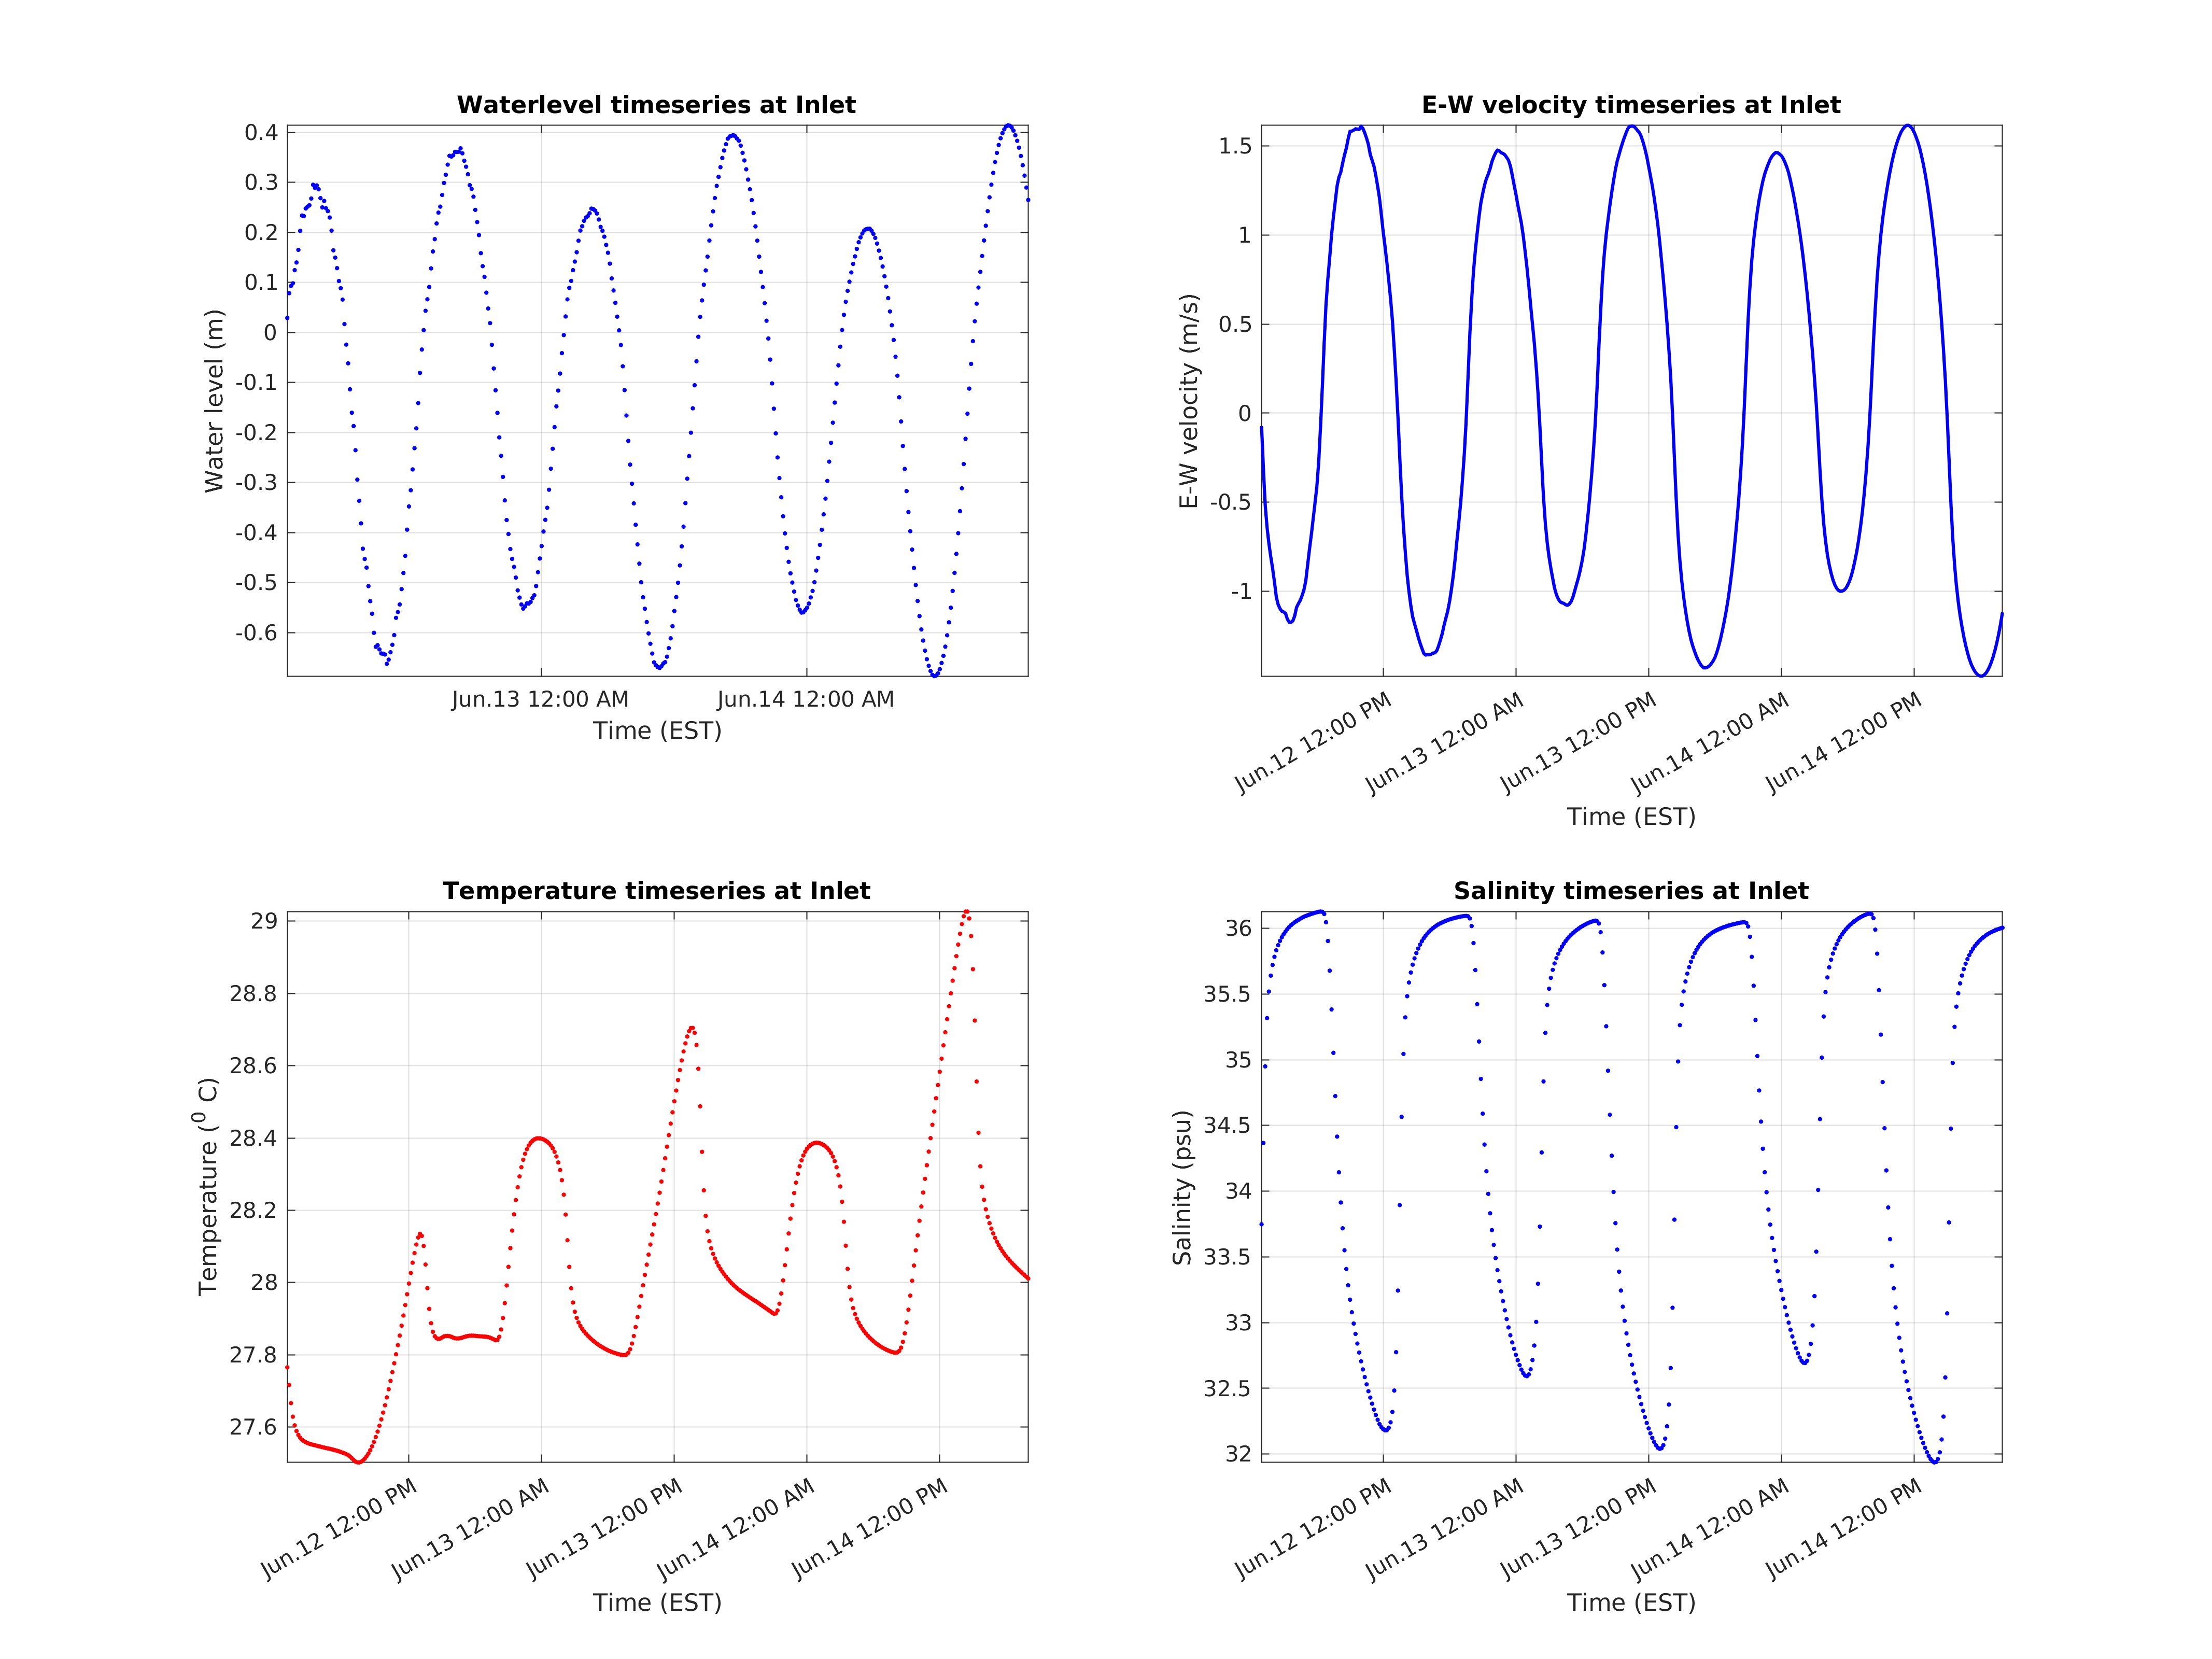 Waterlevel timeseries at Inlet
0.4
0.3
0.2
0.1
0
-0.1
-0.2
-0.3
-0.4
-0.5
-0.6
Water level (m)
Jun.13 12:00 AM
Jun.14 12:00 AM
Time (EST)
E-W velocity timeseries at Inlet
1.5
1
0.5
0
-0.5
-1
E-W velocity (m/s)
Jun.12 12:00 PM
Jun.13 12:00 AM
Jun.13 12:00 PM
Jun.14 12:00 AM
Jun.14 12:00 PM
Time (EST)
Temperature timeseries at Inlet
29
28.8
28.6
28.4
28.2
28
27.8
27.6
Temperature (⁰ C)
Jun.12 12:00 PM
Jun.13 12:00 AM
Jun.13 12:00 PM
Jun.14 12:00 AM
Jun.14 12:00 PM
Time (EST)
Salinity timeseries at Inlet
36
35.5
35
34.5
34
33.5
33
32.5
32
Salinity (psu)
Jun.12 12:00 PM
Jun.13 12:00 AM
Jun.13 12:00 PM
Jun.14 12:00 AM
Jun.14 12:00 PM
Time (EST)